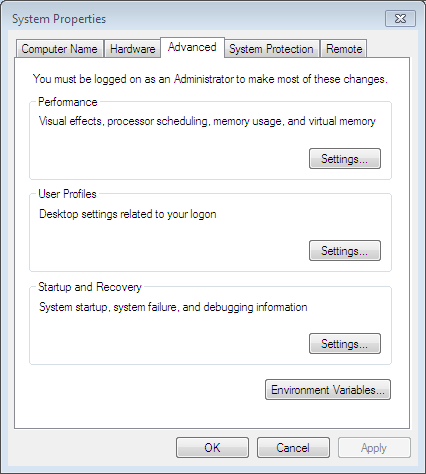 System Properties
Computer Name Hardware Advanced System Protection Remote
You must be logged on as an Administrator to make most of these changes.
Performance
Visual effects, processor scheduling, memory usage, and virtual memory
Settings...
User Profiles
Desktop settings related to your logon
Settings...
Startup and Recovery
System startup, system failure, and debugging information
Settings...
Environment Variables...
OK Cancel Apply